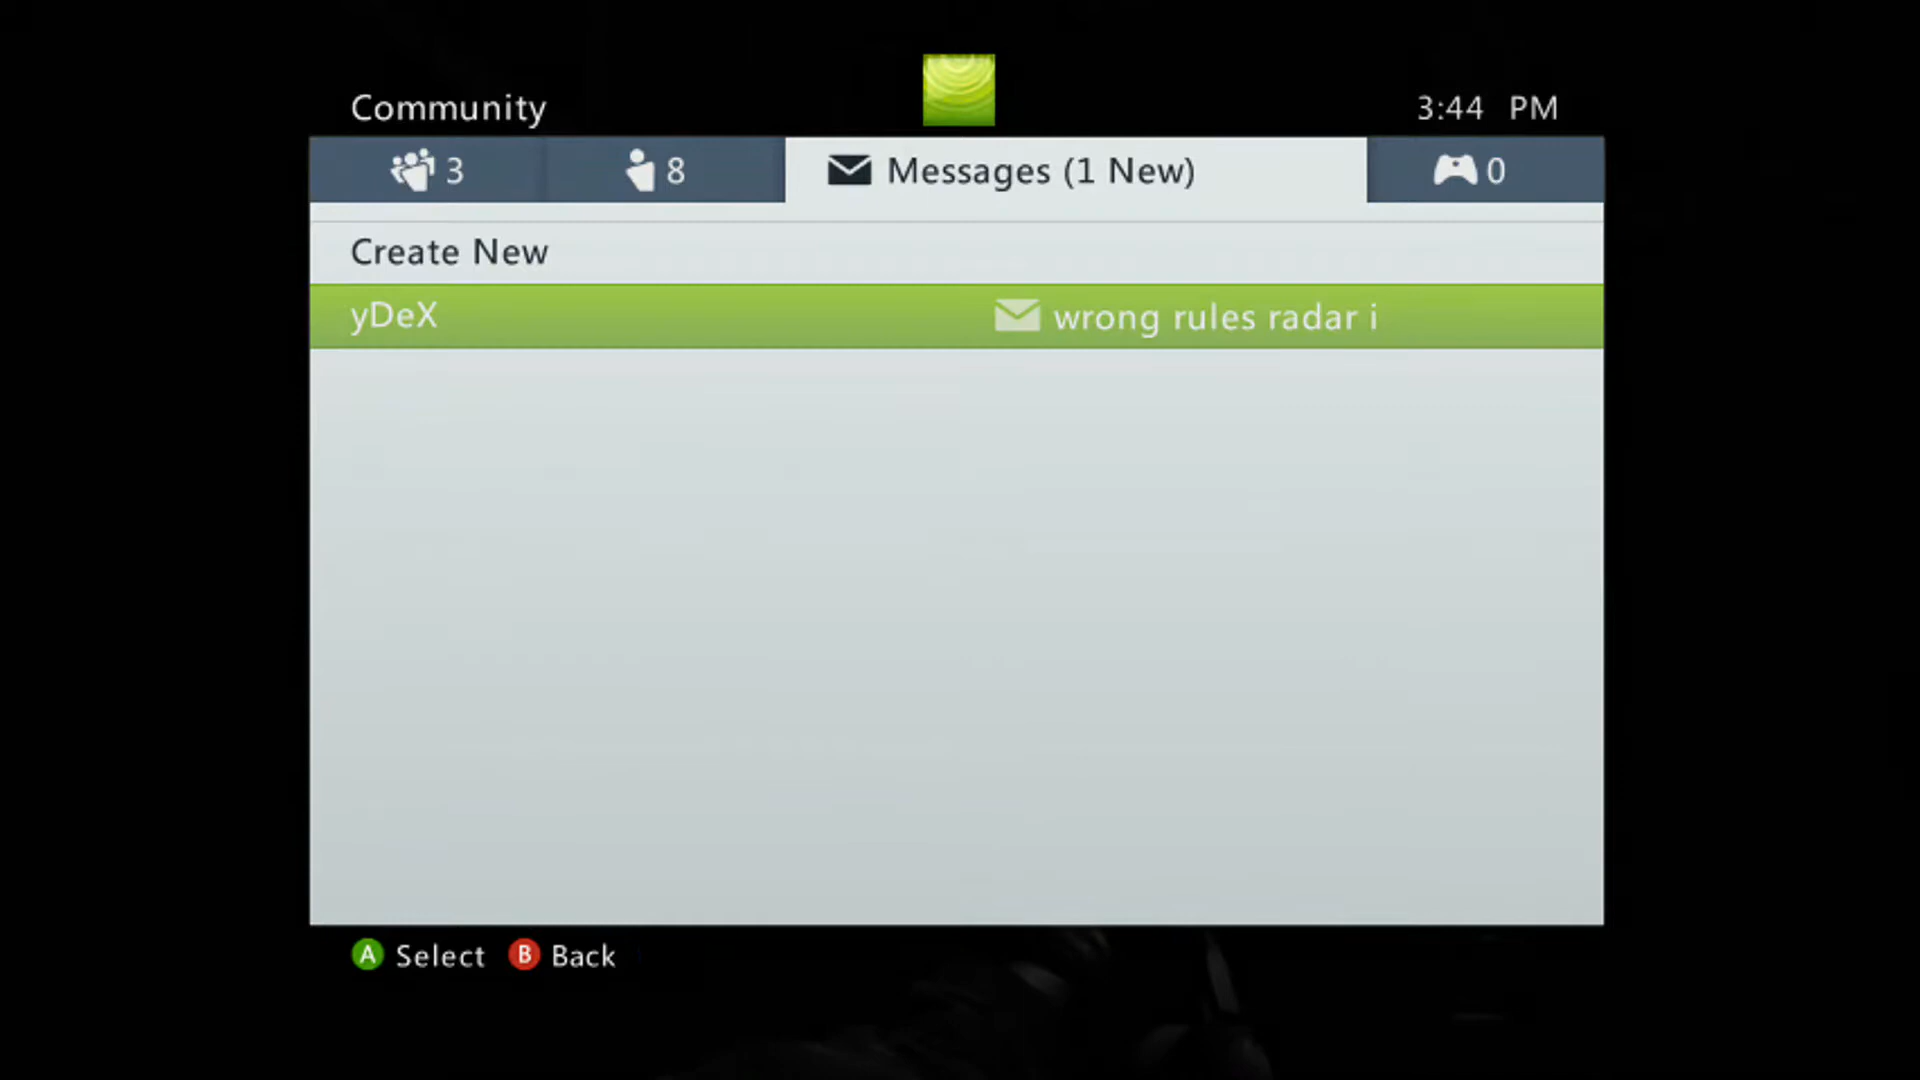 Community
3:44 PM
3
8
Messages (1 New)
0
Create New
yDeX
wrong rules radar i
A Select B Back